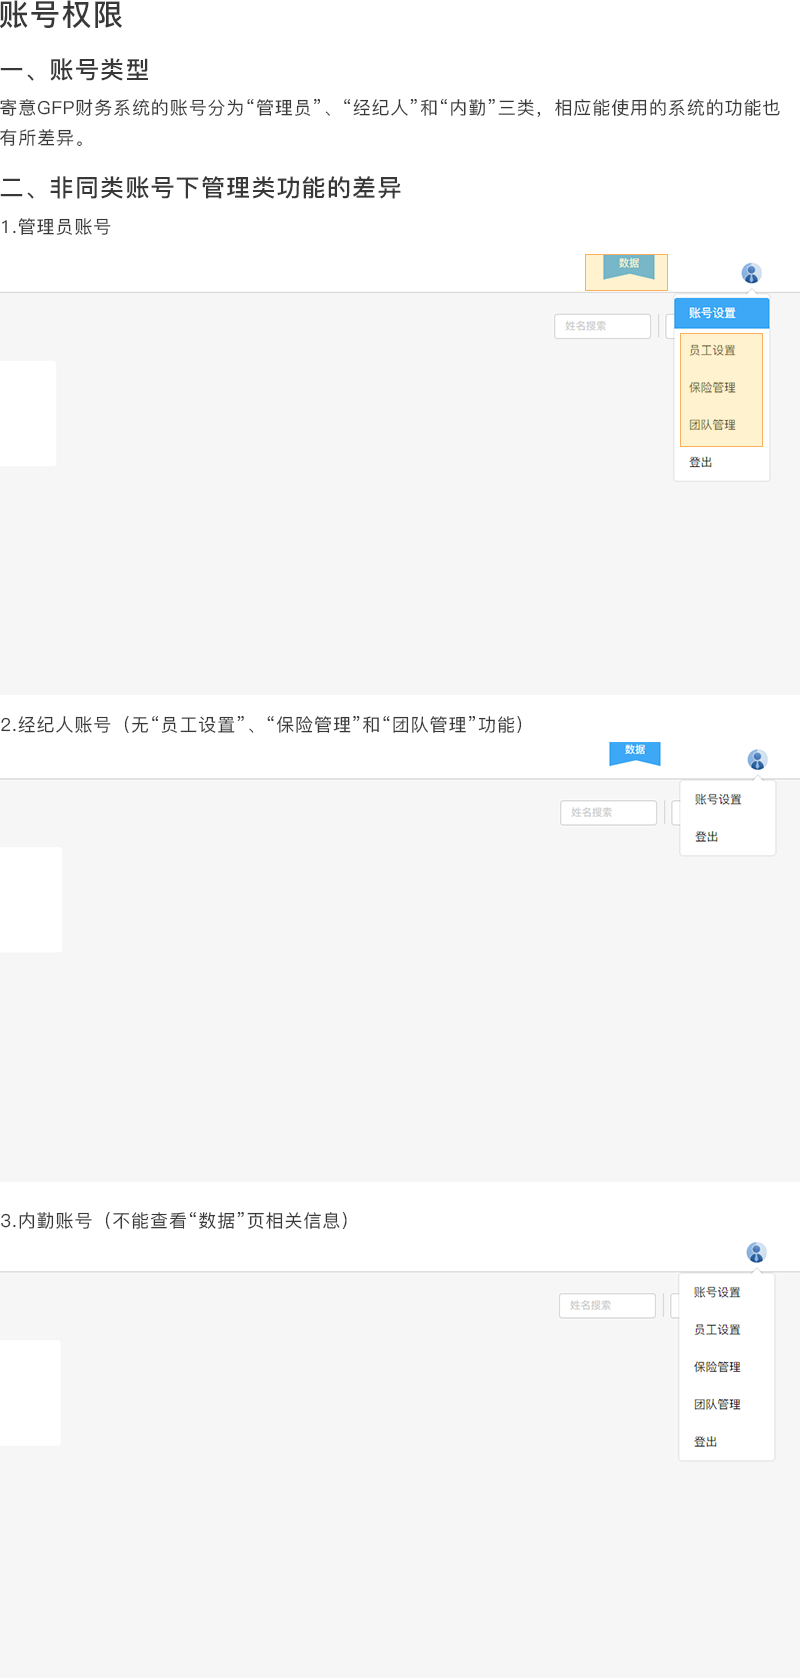 账号权限
一、账号类型
寄意GFP财务系统的账号分为“管理员”、“经纪人”和“内勤”三类，相应能使用的系统的功能也
有所差异。
二、非同类账号下管理类功能的差异
1.管理员账号
数据
账号设置
姓名搜索
员工设置
保险管理
团队管理
登出
2.经纪人账号（无“员工设置”、“保险管理”和“团队管理”功能）
数据
账号设置
姓名搜索
登出
3.内勤账号（不能查看“数据”页相关信息）
账号设置
姓名搜索
员工设置
保险管理
团队管理
登出